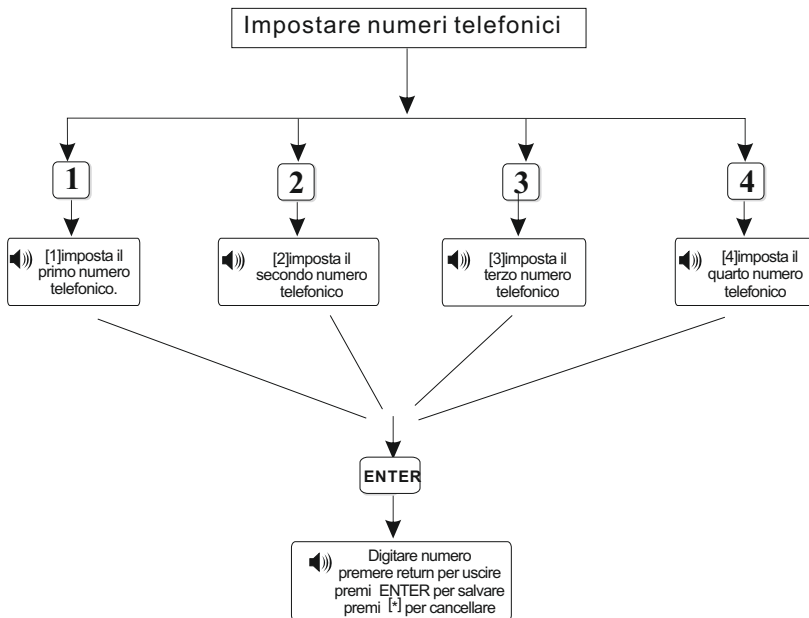 Impostare numeri telefonici
1
2
3
4
[1]imposta il
primo numero
telefonico.
[2]imposta il
secondo numero
telefonico
[3]imposta il
terzo numero
telefonico
[4]imposta il
quarto numero
telefonico
ENTER
Digitare numero
premere return per uscire
premi ENTER per salvare
premi [*] per cancellare